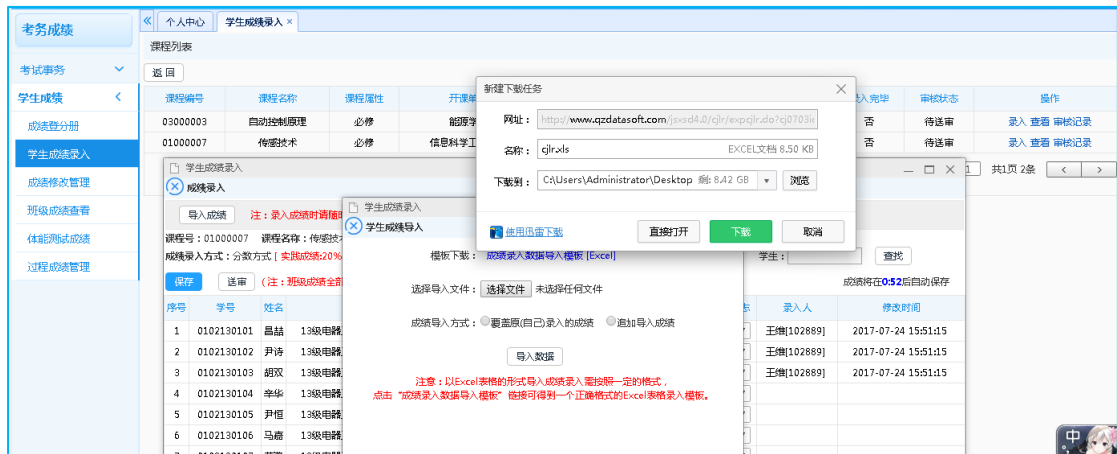 考务成绩
考试事务
学生成绩
成绩登分册
学生成绩录入
成绩修改管理
班级成绩查看
体能测试成绩
过程成绩管理
个人中心 学生成绩录入 ×
课程列表
返回
课程编号 课程名称 课程属性 开课单 录入完毕 审核状态 操作
03000003 自动控制原理 必修 能源学 否 待送审 录入 查看 审核记录
01000007 传感技术 必修 信息科学工 否 待送审 录入 查看 审核记录
1 共1页 2条 < >
新建下载任务
网址： http://www.qzdatasoft.com/jsxsd4.0/cjlr/expcjlr.do?cj0703i
名称： cjlr.xls EXCEL文档 8.50 KB
下载到： C:\Users\Administrator\Desktop 剩: 8.42 GB 浏览
使用迅雷下载 直接打开 下载 取消
学生成绩录入
成绩录入
导入成绩 注：录入成绩时请随时
课程号：01000007 课程名称：传感技术
成绩录入方式：分数方式 [ 实践成绩:20% 学生： 查找
保存 送审 (注：班级成绩全部 成绩将在0:52后自动保存
序号 学号 姓名 录入人 修改时间
1 0102130101 昌喆 13级电器 王维[102889] 2017-07-24 15:51:15
2 0102130102 尹诗 13级电器 王维[102889] 2017-07-24 15:51:15
3 0102130103 胡双 13级电器 王维[102889] 2017-07-24 15:51:15
4 0102130104 辛华 13级电器
5 0102130105 尹恒 13级电器
6 0102130106 马嘉 13级电器
学生成绩录入
学生成绩导入
模板下载： 成绩录入数据导入模板 [Excel]
选择导入文件： 选择文件 未选择任何文件
成绩导入方式： 覆盖原(自己)录入的成绩 追加导入成绩
导入数据
注意：以Excel表格的形式导入成绩录入需按照一定的格式，
点击“成绩录入数据导入模板”链接可得到一个正确格式的Excel表格录入模板。
中